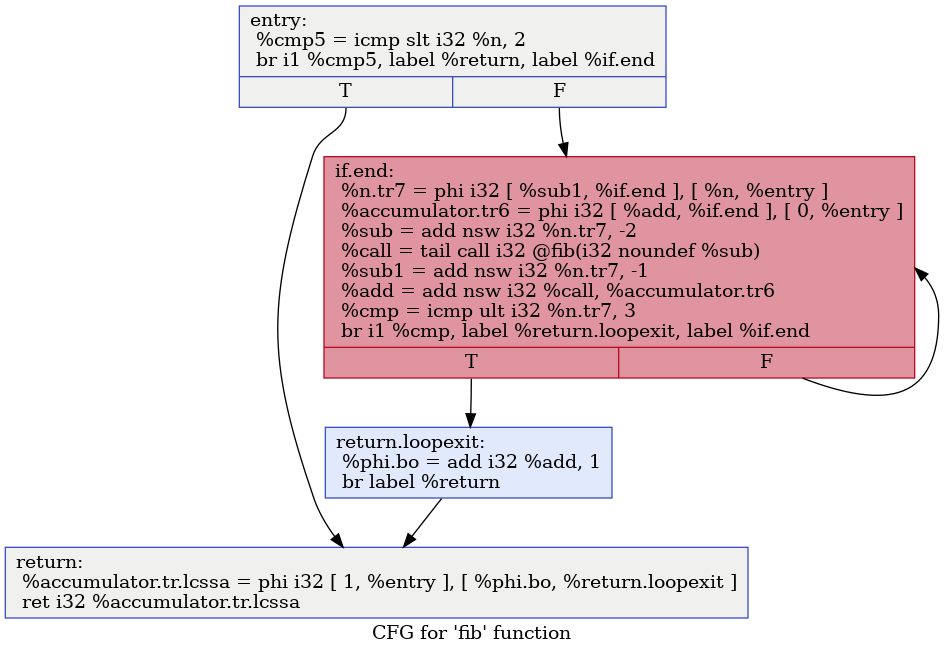 entry:
%cmp5 = icmp slt i32 %n, 2
br i1 %cmp5, label %return, label %if.end
T
F
if.end:
%n.tr7 = phi i32 [ %sub1, %if.end ], [ %n, %entry ]
%accumulator.tr6 = phi i32 [ %add, %if.end ], [ 0, %entry ]
%sub = add nsw i32 %n.tr7, -2
%call = tail call i32 @fib(i32 noundef %sub)
%sub1 = add nsw i32 %n.tr7, -1
%add = add nsw i32 %call, %accumulator.tr6
%cmp = icmp ult i32 %n.tr7, 3
br i1 %cmp, label %return.loopexit, label %if.end
T
F
return.loopexit:
%phi.bo = add i32 %add, 1
br label %return
return:
%accumulator.tr.lcssa = phi i32 [ 1, %entry ], [ %phi.bo, %return.loopexit ]
ret i32 %accumulator.tr.lcssa
CFG for 'fib' function